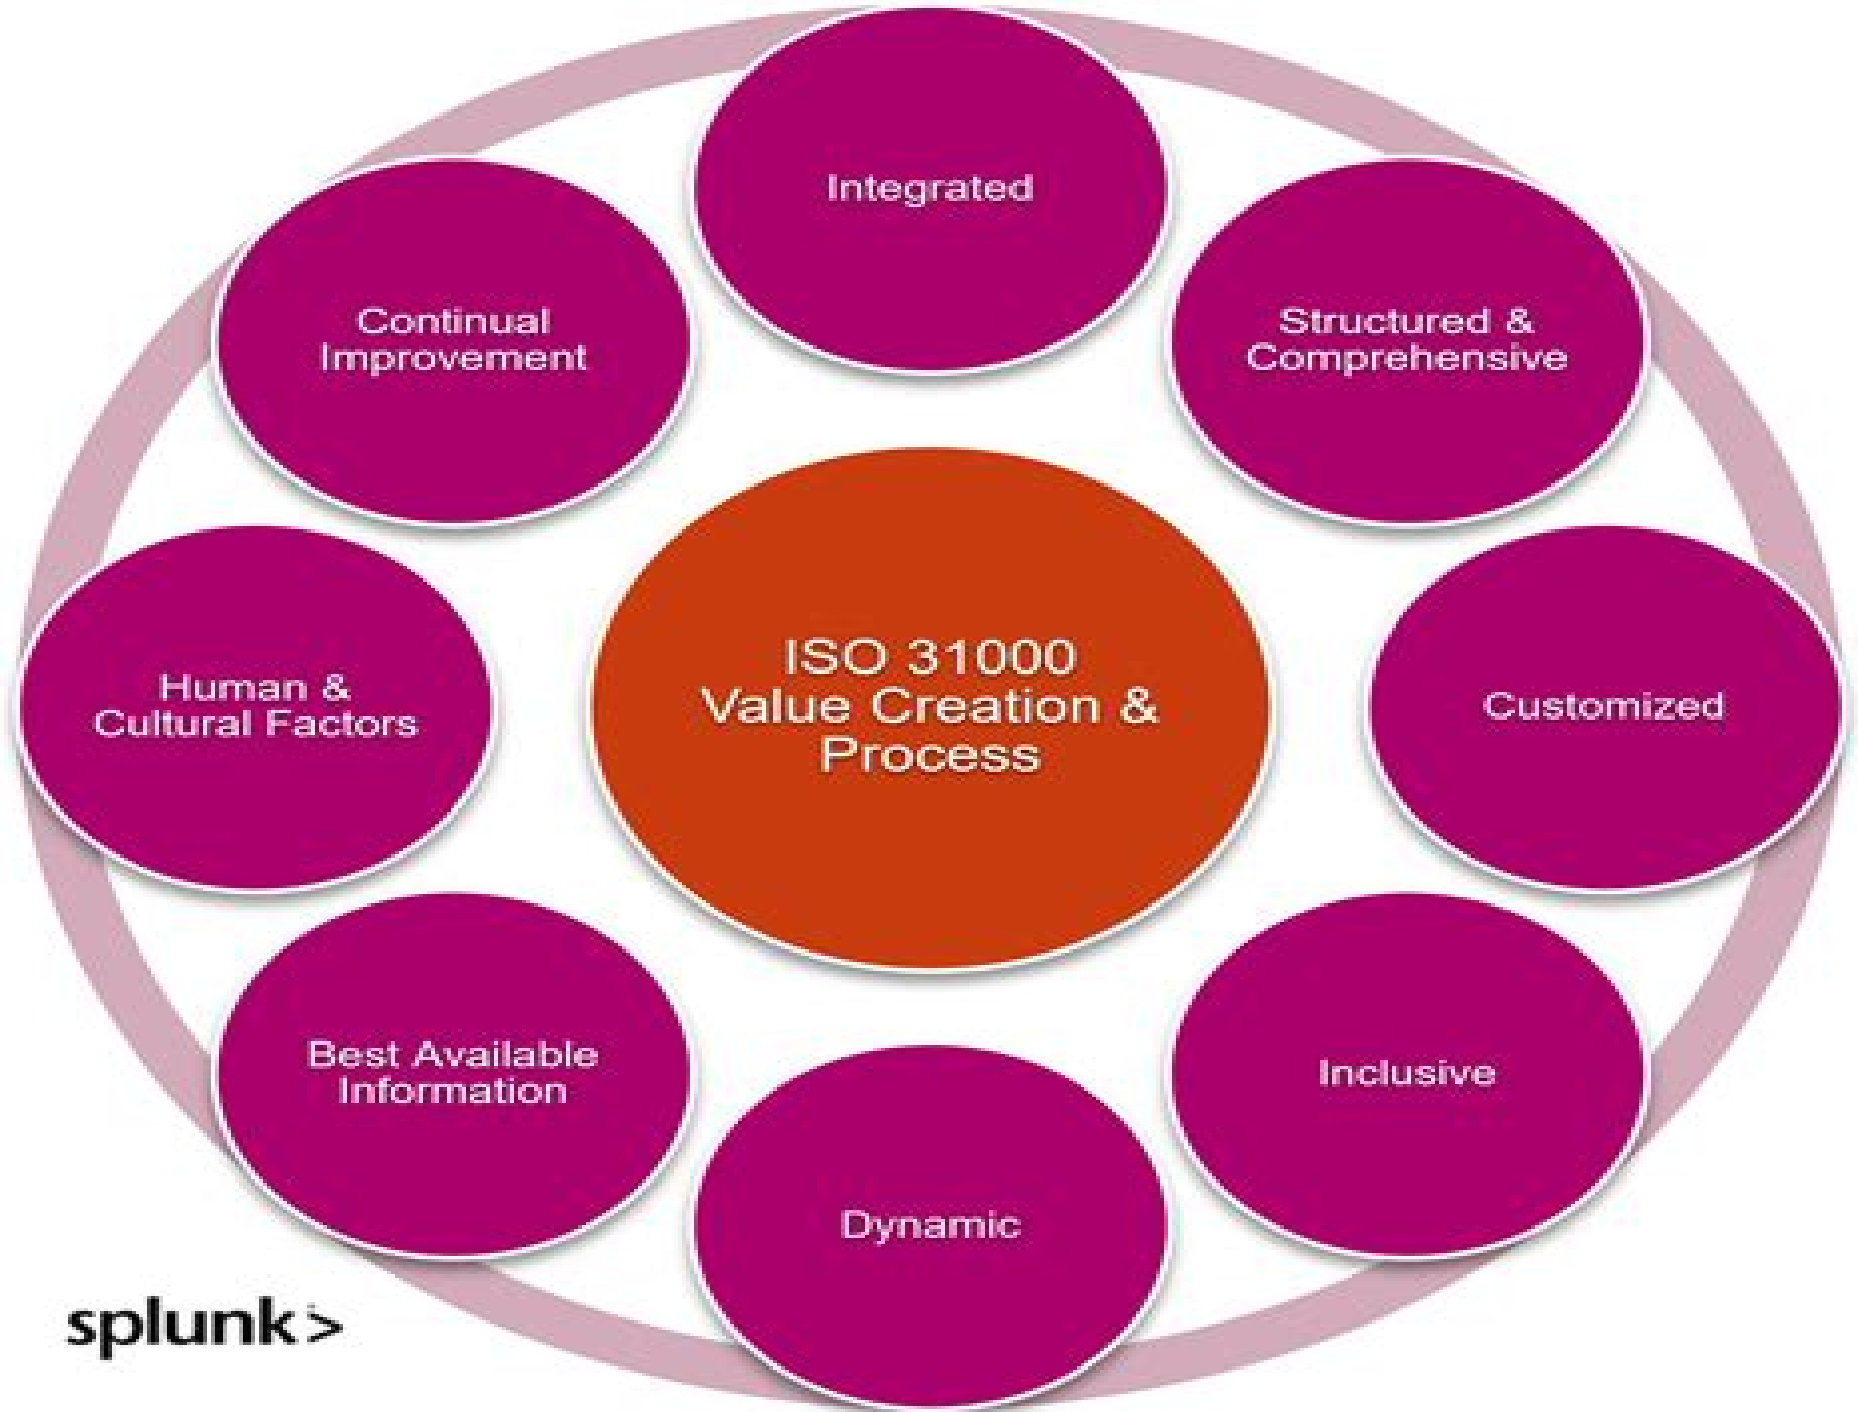 Integrated
Structured &
Comprehensive
Customized
Inclusive
Dynamic
Best Available
Information
Human &
Cultural Factors
Continual
Improvement
ISO 31000
Value Creation &
Process
splunk>